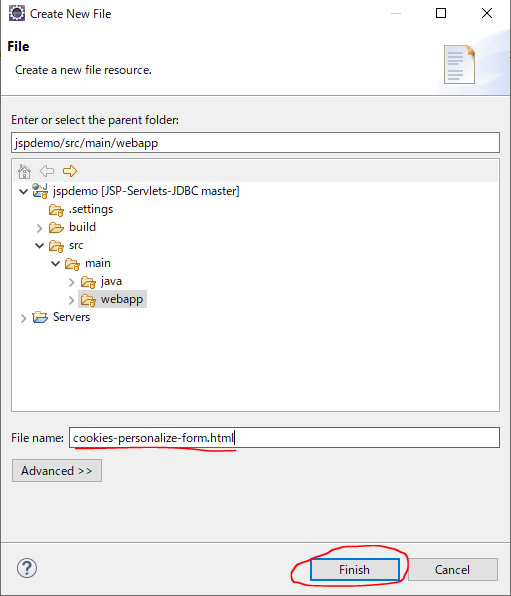 Create New File
File
Create a new file resource.
Enter or select the parent folder:
jspdemo/src/main/webapp
jspdemo [JSP-Servlets-JDBC master]
.settings
build
src
main
java
webapp
Servers
File name: cookies-personalize-form.html
Advanced >>
? Finish Cancel